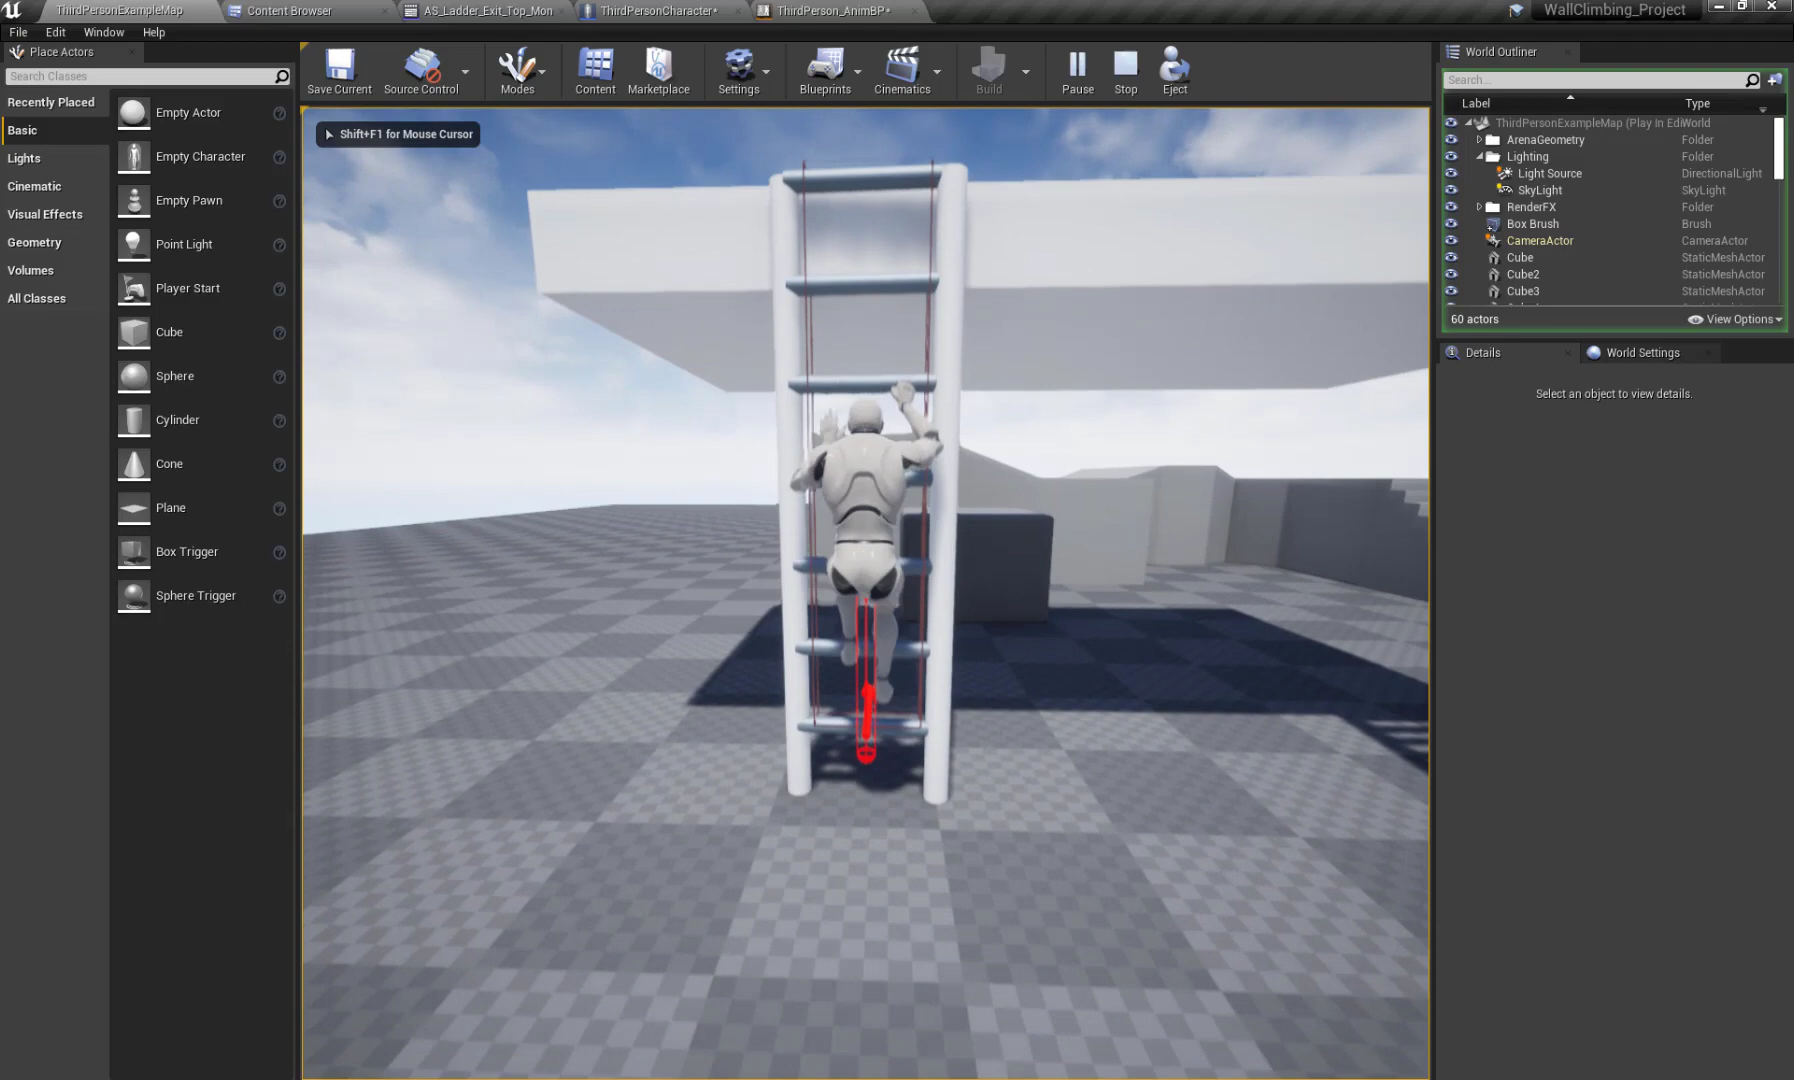 ThirdPersonExampleMap
Content Browser
AS_Ladder_Exit_Top_Mon
ThirdPersonCharacter*
ThirdPerson_AnimBP*
WallClimbing_Project
File Edit Window Help
Place Actors
Search Classes
Recently Placed
Basic
Lights
Cinematic
Visual Effects
Geometry
Volumes
All Classes
Empty Actor
Empty Character
Empty Pawn
Point Light
Player Start
Cube
Sphere
Cylinder
Cone
Plane
Box Trigger
Sphere Trigger
Save Current
Source Control
Modes
Content
Marketplace
Settings
Blueprints
Cinematics
Build
Pause
Stop
Eject
Shift+F1 for Mouse Cursor
World Outliner
Search...
Label Type
ThirdPersonExampleMap (Play In Edi World
ArenaGeometry Folder
Lighting Folder
Light Source DirectionalLight
SkyLight SkyLight
RenderFX Folder
Box Brush Brush
CameraActor CameraActor
Cube StaticMeshActor
Cube2 StaticMeshActor
Cube3 StaticMeshActor
60 actors View Options
Details
World Settings
Select an object to view details.